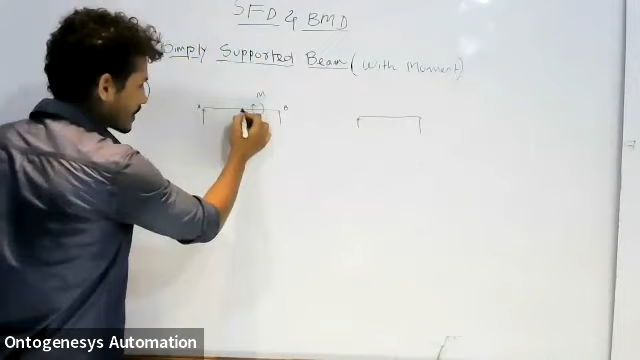 SFD & BMD
Simply Supported Beam (With Moment)
M
A B
Ontogenesys Automation